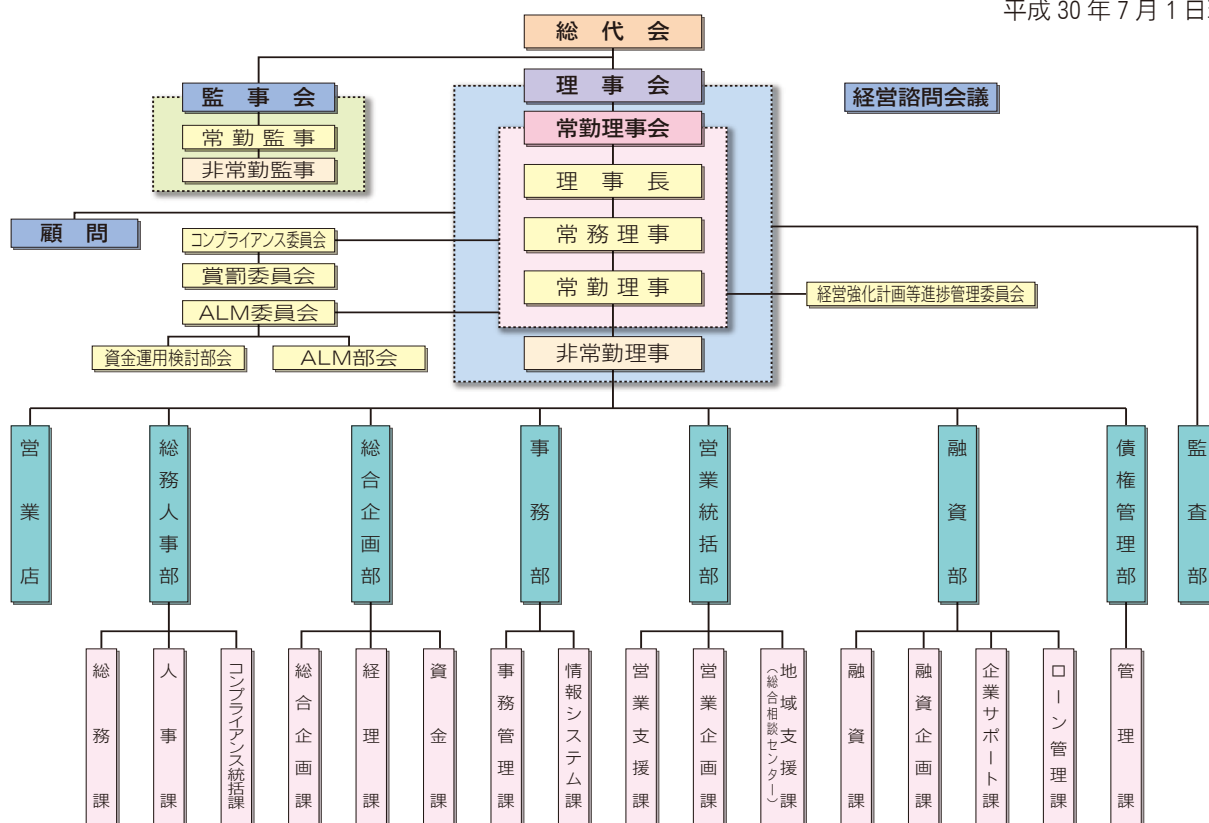 平成 30 年 7 月 1 日
総代会
監事会
理事会
経営諮問会議
常勤理事会
常勤監事
非常勤監事
理事長
顧問
コンプライアンス委員会
常務理事
賞罰委員会
常勤理事
経営強化計画等進捗管理委員会
ALM委員会
資金運用検討部会
ALM部会
非常勤理事
営業店
総務人事部
総合企画部
事務部
営業統括部
融資部
債権管理部
監査部
総務課
人事課
コンプライアンス統括課
総合企画課
経理課
資金課
事務管理課
情報システム課
営業支援課
営業企画課
地域支援課
（総合相談センター）
融資課
融資企画課
企業サポート課
ローン管理課
管理課